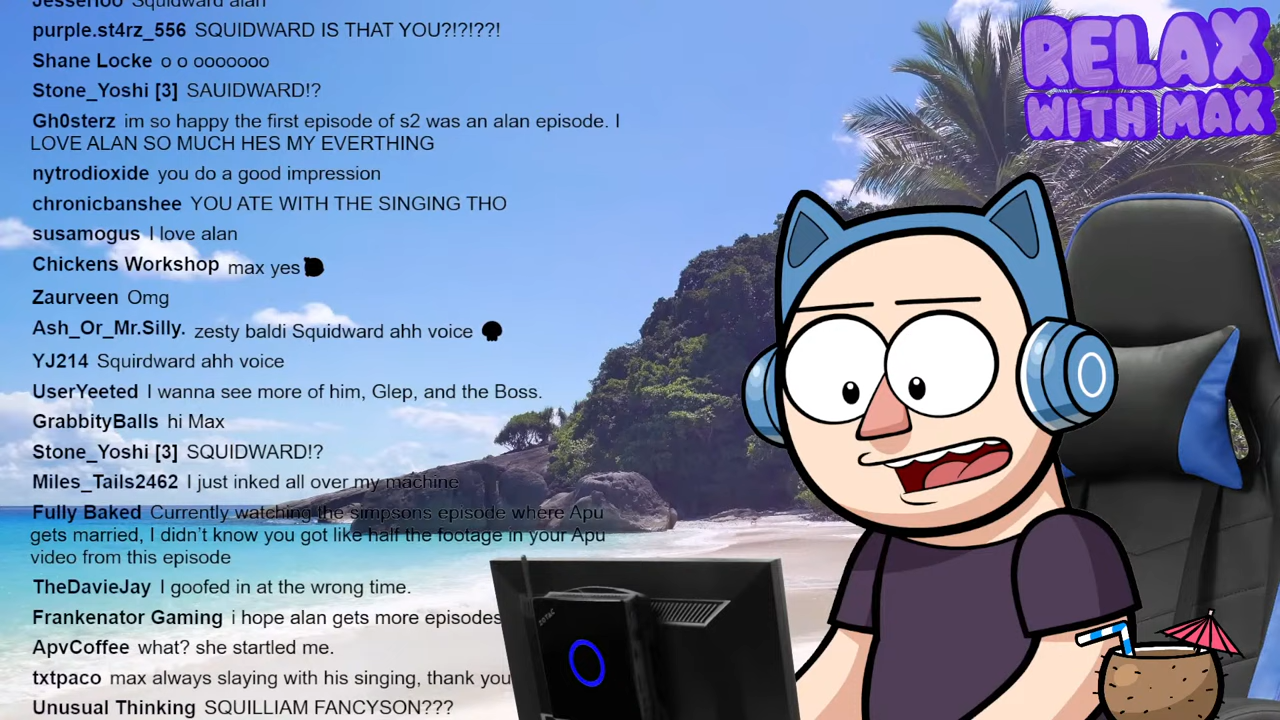 Jesserloo Squidward alan
purple.st4rz_556 SQUIDWARD IS THAT YOU?!?!??!
Shane Locke o o ooooooo
Stone_Yoshi [3] SAUIDWARD!?
Gh0sterz im so happy the first episode of s2 was an alan episode. I
LOVE ALAN SO MUCH HES MY EVERTHING
nytrodioxide you do a good impression
chronicbanshee YOU ATE WITH THE SINGING THO
susamogus I love alan
Chickens Workshop max yes
Zaurveen Omg
Ash_Or_Mr.Silly. zesty baldi Squidward ahh voice
YJ214 Squirdward ahh voice
UserYeeted I wanna see more of him, Glep, and the Boss.
GrabbityBalls hi Max
Stone_Yoshi [3] SQUIDWARD!?
Miles_Tails2462 I just inked all over my machine
Fully Baked Currently watching the simpsons episode where Apu
gets married, I didn't know you got like half the footage in your Apu
video from this episode
TheDavieJay I goofed in at the wrong time.
Frankenator Gaming i hope alan gets more episodes
ApvCoffee what? she startled me.
txtpaco max always slaying with his singing, thank you
Unusual Thinking SQUILLIAM FANCYSON???
RELAX
WITH MAX
ZOTAC